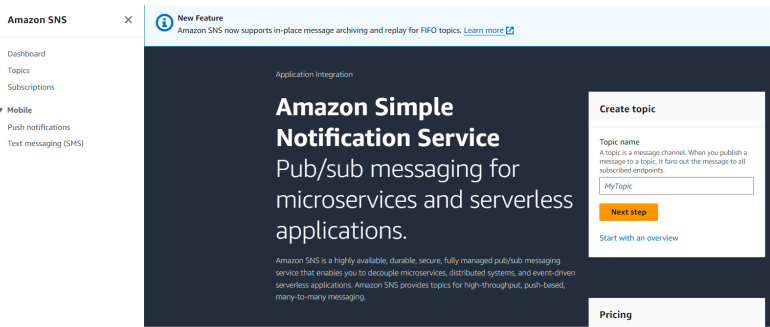 Amazon SNS
Dashboard
Topics
Subscriptions
Mobile
Push notifications
Text messaging (SMS)
New Feature
Amazon SNS now supports in-place message archiving and replay for FIFO topics. Learn more
Application Integration
Amazon Simple
Notification Service
Pub/sub messaging for
microservices and serverless
applications.
Amazon SNS is a highly available, durable, secure, fully managed pub/sub messaging
service that enables you to decouple microservices, distributed systems, and event-driven
serverless applications. Amazon SNS provides topics for high-throughput, push-based,
many-to-many messaging.
Create topic
Topic name
A topic is a message channel. When you publish a
message to a topic, it fans out the message to all
subscribed endpoints.
MyTopic
Next step
Start with an overview
Pricing